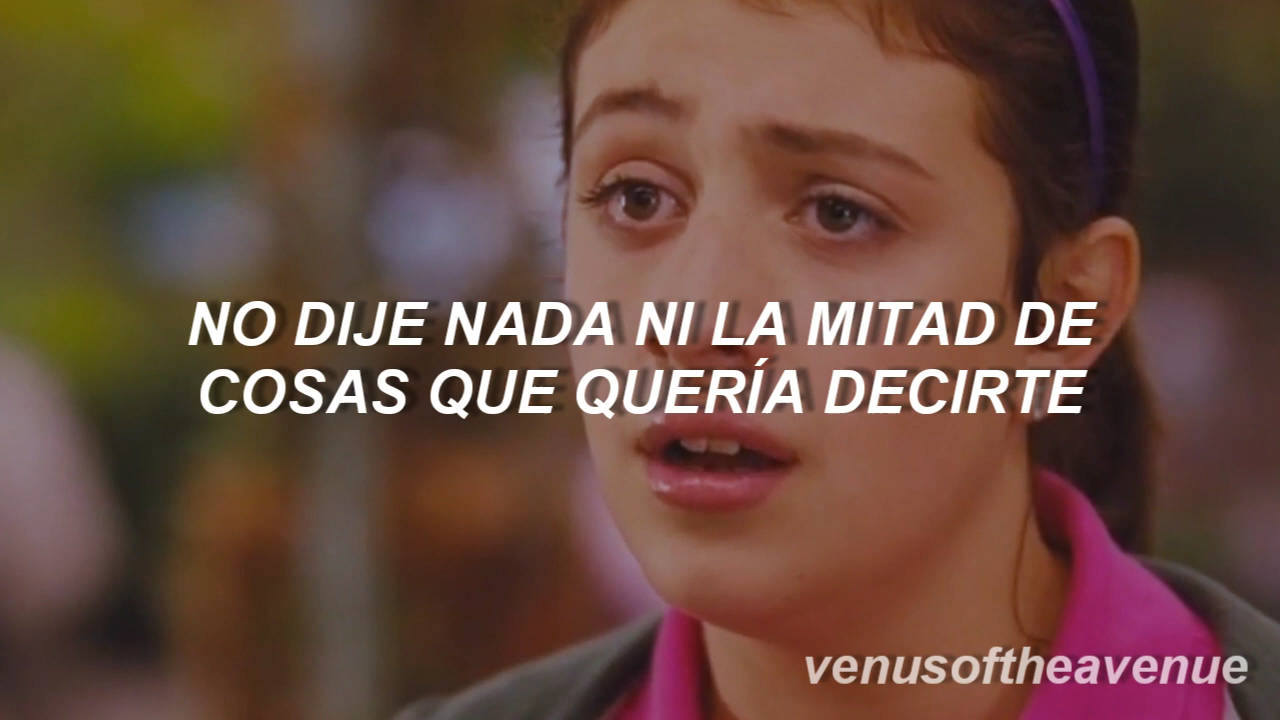 NO DIJE NADA NI LA MITAD DE
COSAS QUE QUERÍA DECIRTE
venusoftheavenue